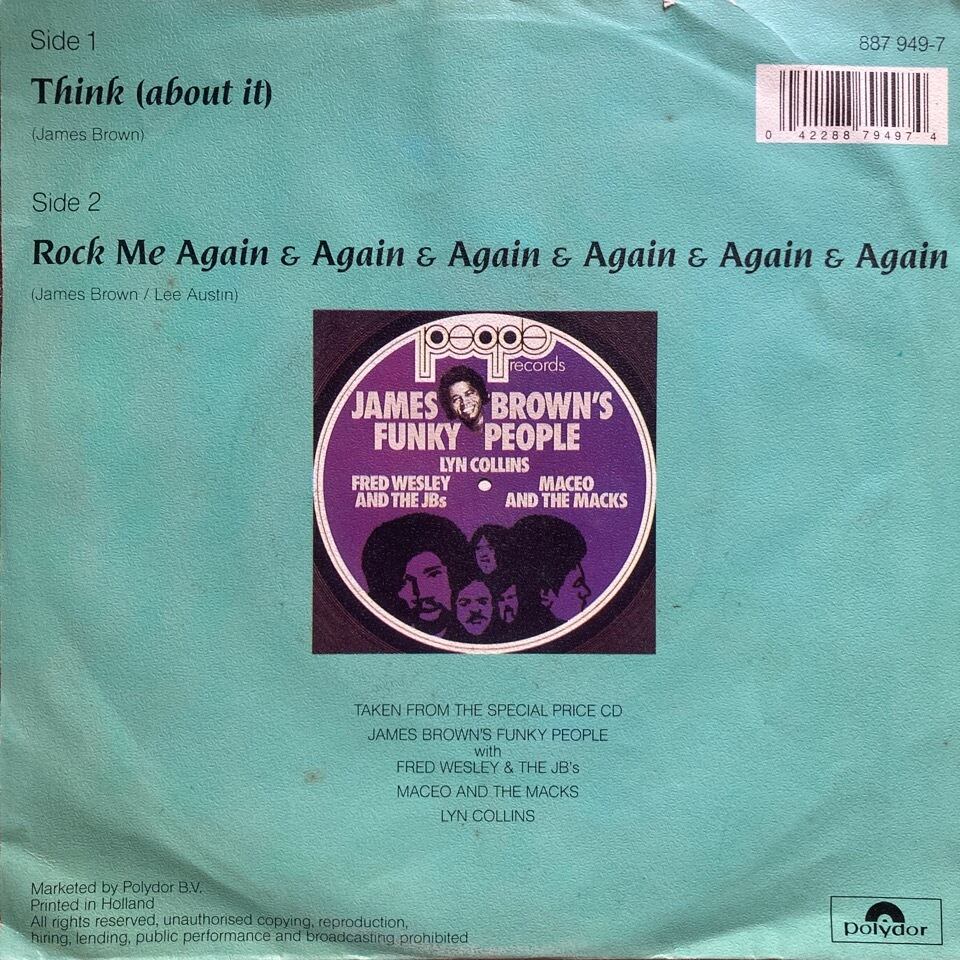 Side 1
887 949-7
Think (about it)
(James Brown)
0 42288 79497 4
Side 2
Rock Me Again & Again & Again & Again & Again & Again
(James Brown / Lee Austin)
people
records
JAMES BROWN'S
FUNKY PEOPLE
LYN COLLINS
FRED WESLEY
AND THE JBs
MACEO
AND THE MACKS
TAKEN FROM THE SPECIAL PRICE CD
JAMES BROWN'S FUNKY PEOPLE
with
FRED WESLEY & THE JB's
MACEO AND THE MACKS
LYN COLLINS
Marketed by Polydor B.V.
Printed in Holland
All rights reserved, unauthorised copying, reproduction,
hiring, lending, public performance and broadcasting prohibited
polydor